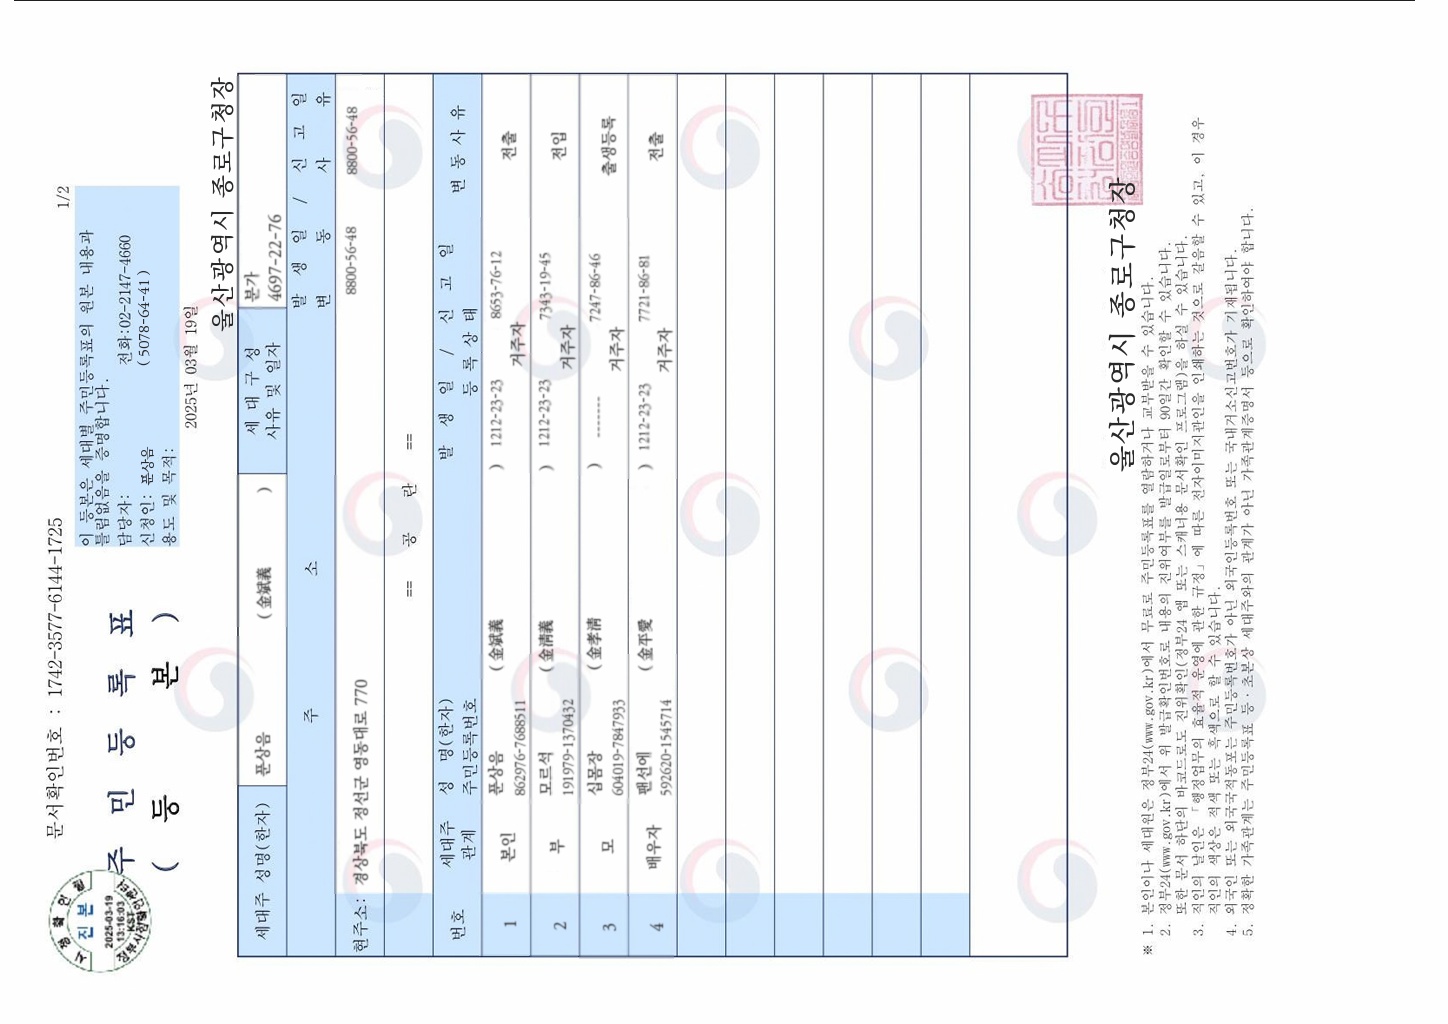 문서확인번호 : 1742-3577-6144-1725
1/2
주 민 등 록 표
( 등 본 )
이 등본은 세대별 주민등록표의 원본 내용과
틀림없음을 증명합니다.
담당자: 전화:02-2147-4660
신청인: 푼상음 (5078-64-41)
용도 및 목적:
2025년 03월 19일
시 점 확 인 필
진 본
2025-03-19
13:16:03
KST
울산광역시 종로구청장
세대주 성명(한자) 푼상음 (金斌義 ) 세 대 구 성 사유 및 일자 분가 4697-22-76
주 소 발 생 일 / 신 고 일
변 동 사 유
현주소: 경상북도 정선군 영동대로 770 8800-56-48 8800-56-48
== 공 란 ==
번호 세대주 관계 성 명(한자) 주민등록번호 발 생 일 / 신 고 일 등 록 상 태 변 동 사 유
1 본인 푼상음 (金斌義 ) 1212-23-23 8653-76-12 전출
862976-7688511 거주자
2 부 모르석 (金淸義 ) 1212-23-23 7343-19-45 전입
191979-1370432 거주자
3 모 십몸장 (金孝淸 ) ------- 7247-86-46 출생등록
604019-7847933 거주자
4 배우자 팬선에 (金平愛 ) 1212-23-23 7721-86-81 전출
592620-1545714 거주자
울산광역시 종로구청장
※ 1. 본인이나 세대원은 정부24(www.gov.kr)에서 무료로 주민등록표를 열람하거나 교부받을 수 있습니다.
2. 정부24(www.gov.kr)에서 위 발급확인번호로 내용의 진위여부를 발급일로부터 90일간 확인할 수 있습니다.
또한 문서 하단의 바코드로도 진위확인(정부24 앱 또는 스캐너용 문서확인 프로그램)을 하실 수 있습니다.
3. 직인의 날인은 「행정업무의 효율적 운영에 관한 규정」에 따른 전자이미지관인을 인쇄하는 것으로 갈음할 수 있고, 이 경우
직인의 색상은 적색 또는 흑색으로 할 수 있습니다.
4. 외국인 또는 외국국적동포는 주민등록번호가 아닌 외국인등록번호 또는 국내거소신고번호가 기재됩니다.
5. 정확한 가족관계는 주민등록표 등·초본상 세대주와의 관계가 아닌 가족관계증명서 등으로 확인하여야 합니다.